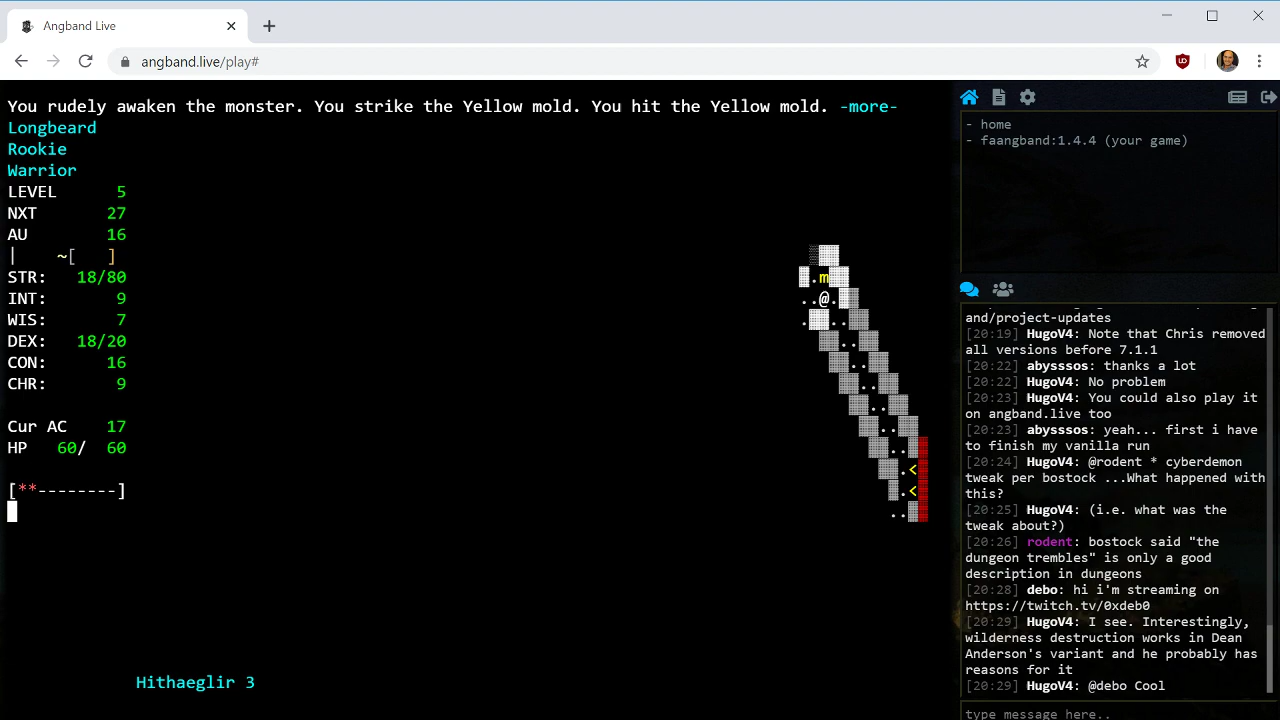 Angband Live
angband.live/play#
You rudely awaken the monster. You strike the Yellow mold. You hit the Yellow mold. -more-
Longbeard
Rookie
Warrior
LEVEL 5
NXT 27
AU 16
| ~[ ]
STR: 18/80
INT: 9
WIS: 7
DEX: 18/20
CON: 16
CHR: 9
Cur AC 17
HP 60/ 60
[**--------]
.m
..@.
. ..
..
..
..
..
..
..
.<
.<
..
Hithaeglir 3
- home
- faangband:1.4.4 (your game)
and/project-updates
[20:19] HugoV4: Note that Chris removed
all versions before 7.1.1
[20:22] abysssos: thanks a lot
[20:22] HugoV4: No problem
[20:23] HugoV4: You could also play it
on angband.live too
[20:23] abysssos: yeah... first i have
to finish my vanilla run
[20:24] HugoV4: @rodent * cyberdemon
tweak per bostock ...What happened with
this?
[20:25] HugoV4: (i.e. what was the
tweak about?)
[20:26] rodent: bostock said "the
dungeon trembles" is only a good
description in dungeons
[20:28] debo: hi i'm streaming on
https://twitch.tv/0xdeb0
[20:29] HugoV4: I see. Interestingly,
wilderness destruction works in Dean
Anderson's variant and he probably has
reasons for it
[20:29] HugoV4: @debo Cool
type message here..